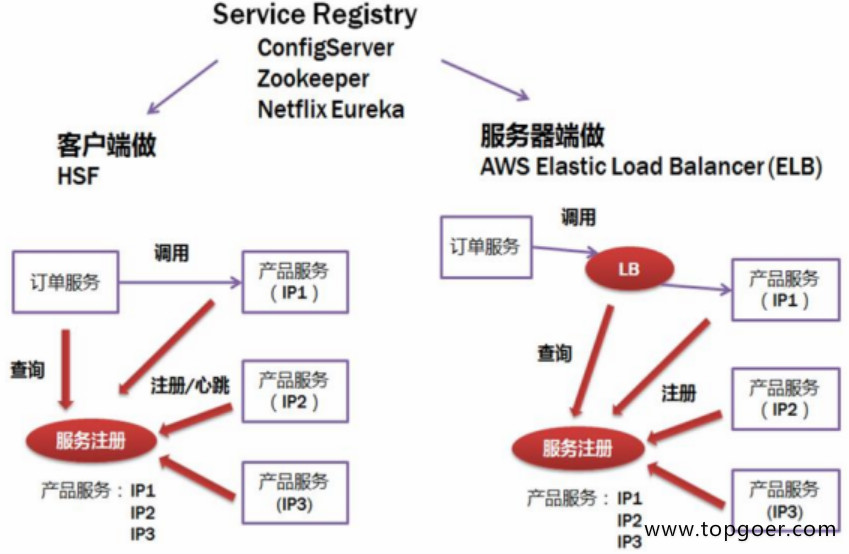 Service Registry
ConfigServer
Zookeeper
Netflix Eureka
客户端做
HSF
服务器端做
AWS Elastic Load Balancer (ELB)
订单服务
调用
产品服务
（IP1）
查询
注册/心跳
产品服务
（IP2）
服务注册
产品服务
(IP3)
产品服务：IP1
IP2
IP3
订单服务
调用
LB
产品服务
（IP1）
查询
注册
产品服务
（IP2）
服务注册
产品服务
(IP3)
产品服务：IP1
IP2
IP3
www.topgoer.com